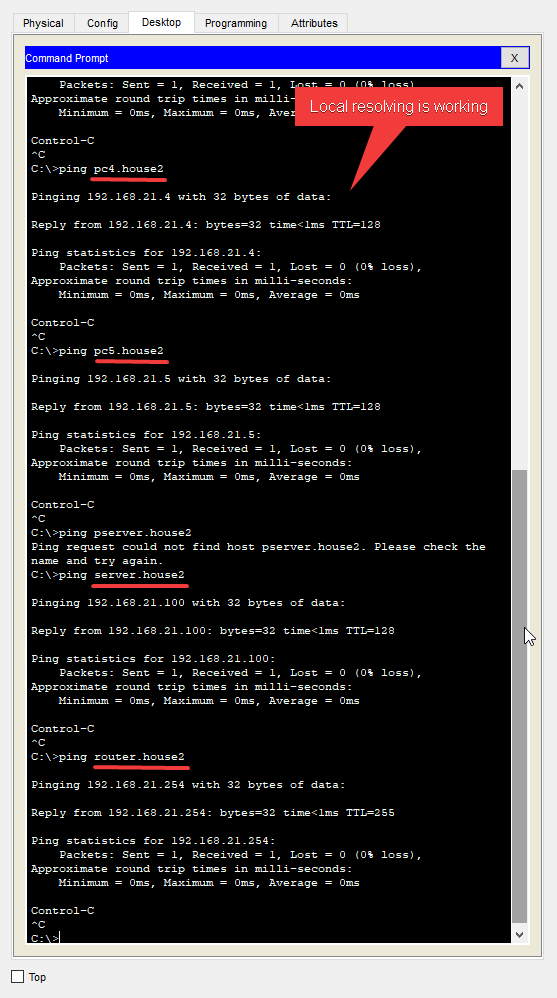 Physical Config Desktop Programming Attributes
Command Prompt X
Packets: Sent = 1, Received = 1, Lost = 0 (0% loss),
Approximate round trip times in milli-
Minimum = 0ms, Maximum = 0ms, Aver
Local resolving is working
Control-C
^C
C:\>ping pc4.house2
Pinging 192.168.21.4 with 32 bytes of data:
Reply from 192.168.21.4: bytes=32 time<1ms TTL=128
Ping statistics for 192.168.21.4:
Packets: Sent = 1, Received = 1, Lost = 0 (0% loss),
Approximate round trip times in milli-seconds:
Minimum = 0ms, Maximum = 0ms, Average = 0ms
Control-C
^C
C:\>ping pc5.house2
Pinging 192.168.21.5 with 32 bytes of data:
Reply from 192.168.21.5: bytes=32 time<1ms TTL=128
Ping statistics for 192.168.21.5:
Packets: Sent = 1, Received = 1, Lost = 0 (0% loss),
Approximate round trip times in milli-seconds:
Minimum = 0ms, Maximum = 0ms, Average = 0ms
Control-C
^C
C:\>ping pserver.house2
Ping request could not find host pserver.house2. Please check the
name and try again.
C:\>ping server.house2
Pinging 192.168.21.100 with 32 bytes of data:
Reply from 192.168.21.100: bytes=32 time<1ms TTL=128
Ping statistics for 192.168.21.100:
Packets: Sent = 1, Received = 1, Lost = 0 (0% loss),
Approximate round trip times in milli-seconds:
Minimum = 0ms, Maximum = 0ms, Average = 0ms
Control-C
^C
C:\>ping router.house2
Pinging 192.168.21.254 with 32 bytes of data:
Reply from 192.168.21.254: bytes=32 time<1ms TTL=255
Ping statistics for 192.168.21.254:
Packets: Sent = 1, Received = 1, Lost = 0 (0% loss),
Approximate round trip times in milli-seconds:
Minimum = 0ms, Maximum = 0ms, Average = 0ms
Control-C
^C
C:\>
Top